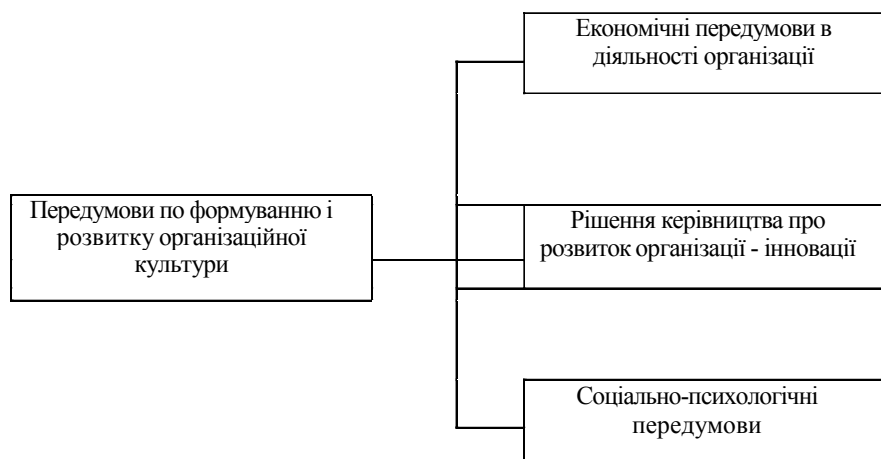 Економічні передумови в
діяльності організації
Передумови по формуванню і
розвитку організаційної
культури
Рішення керівництва про
розвиток організації - інновації
Соціально-психологічні
передумови